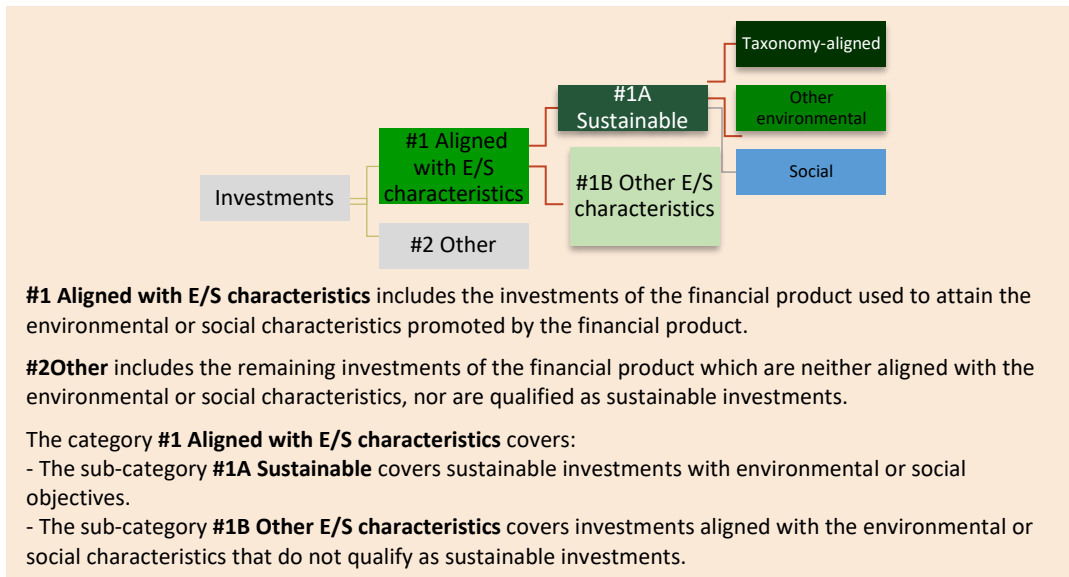 Taxonomy-aligned
#1A
Sustainable
Other
environmental
#1 Aligned
with E/S
characteristics
Social
#1B Other E/S
characteristics
Investments
#2 Other
#1 Aligned with E/S characteristics includes the investments of the financial product used to attain the
environmental or social characteristics promoted by the financial product.
#2Other includes the remaining investments of the financial product which are neither aligned with the
environmental or social characteristics, nor are qualified as sustainable investments.
The category #1 Aligned with E/S characteristics covers:
- The sub-category #1A Sustainable covers sustainable investments with environmental or social
objectives.
- The sub-category #1B Other E/S characteristics covers investments aligned with the environmental or
social characteristics that do not qualify as sustainable investments.